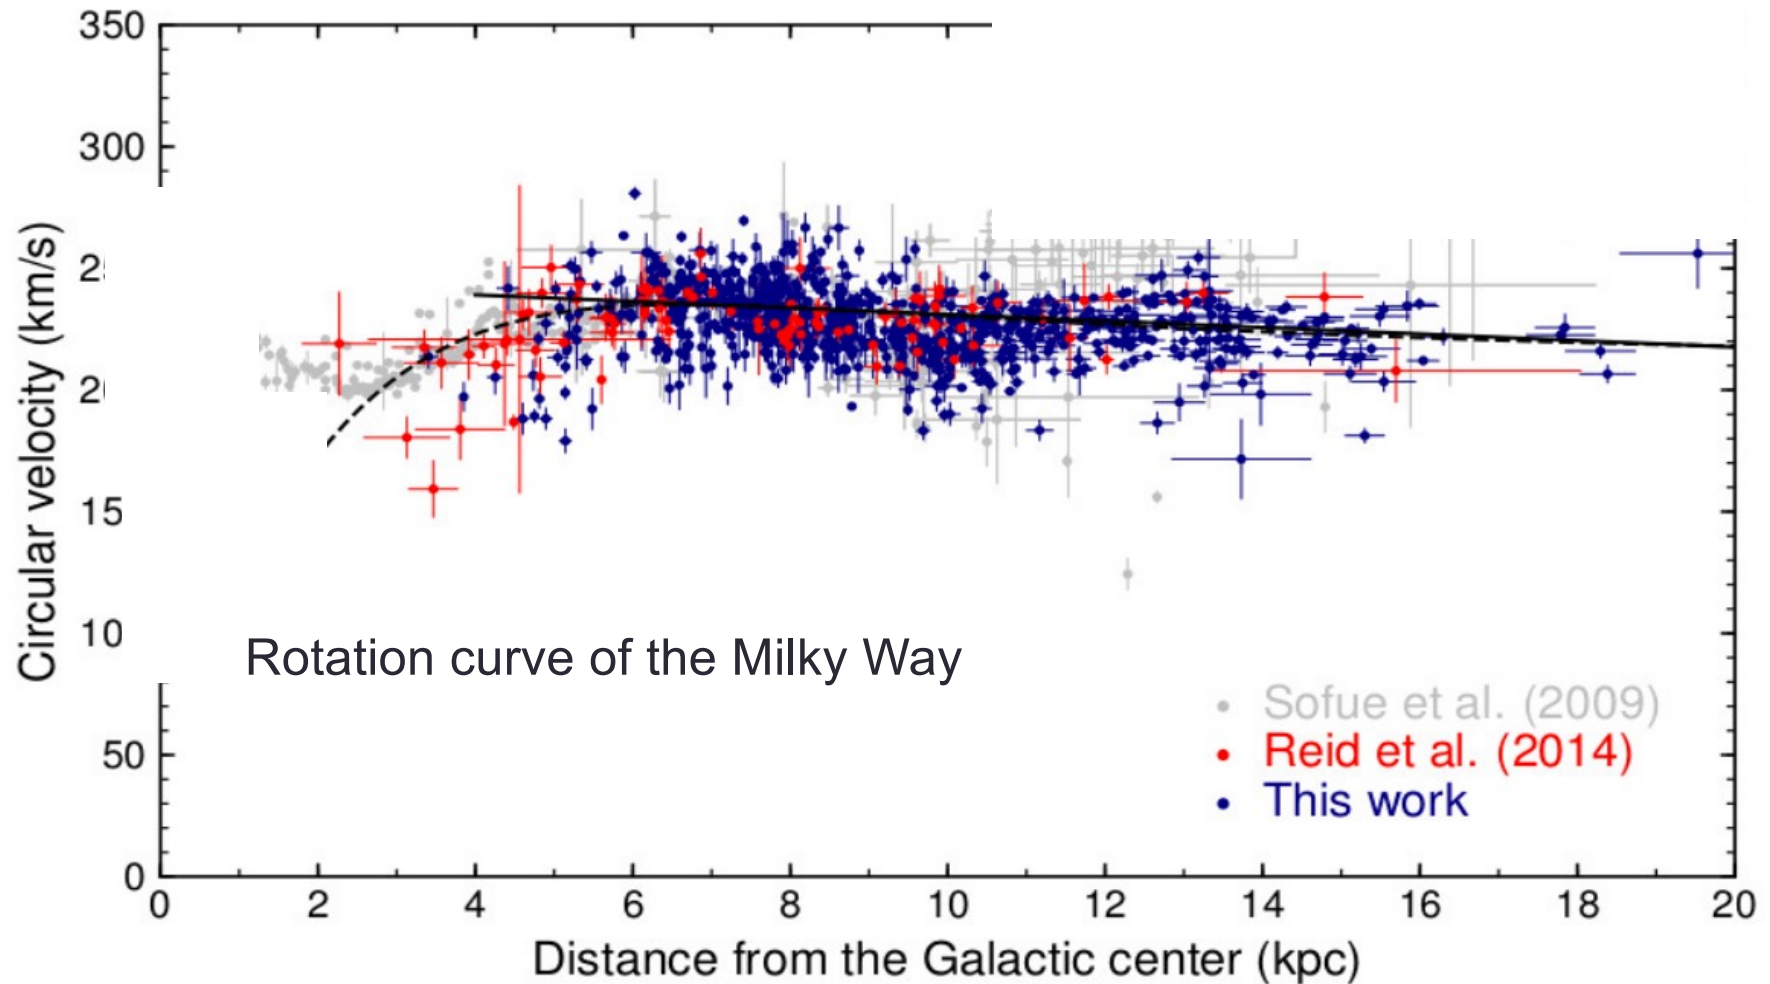 350
300
2
2
15
10
50
0
Circular velocity (km/s)
Rotation curve of the Milky Way
Sofue et al. (2009)
Reid et al. (2014)
This work
0 2 4 6 8 10 12 14 16 18 20
Distance from the Galactic center (kpc)